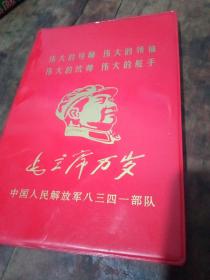 伟大的导师 伟大的领袖
伟大的统帅 伟大的舵手
毛主席万岁
中国人民解放军八三四一部队